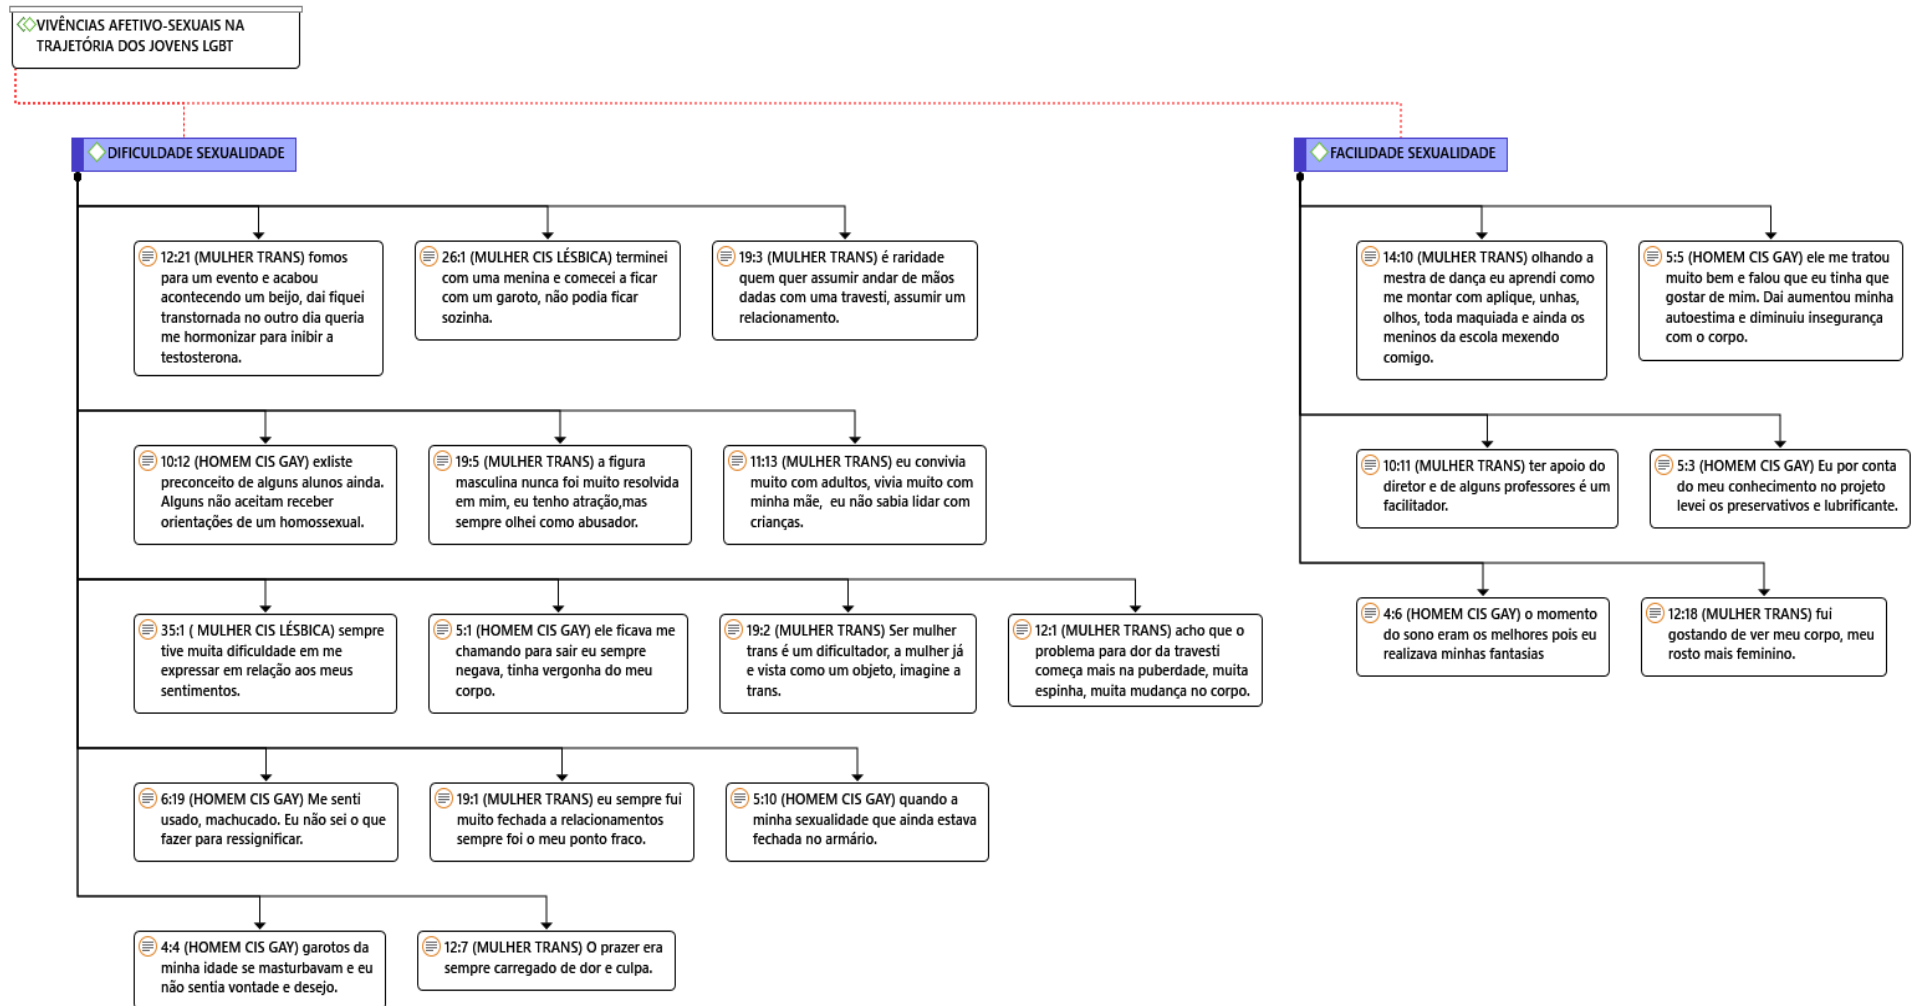 VIVÊNCIAS AFETIVO-SEXUAIS NA
TRAJETÓRIA DOS JOVENS LGBT
DIFICULDADE SEXUALIDADE
12:21 (MULHER TRANS) fomos
para um evento e acabou
acontecendo um beijo, dai fiquei
transtornada no outro dia queria
me hormonizar para inibir a
testosterona.
26:1 (MULHER CIS LÉSBICA) terminei
com uma menina e comecei a ficar
com um garoto, não podia ficar
sozinha.
19:3 (MULHER TRANS) é raridade
quem quer assumir andar de mãos
dadas com uma travesti, assumir um
relacionamento.
10:12 (HOMEM CIS GAY) exliste
preconceito de alguns alunos ainda.
Alguns não aceitam receber
orientações de um homossexual.
19:5 (MULHER TRANS) a figura
masculina nunca foi muito resolvida
em mim, eu tenho atração,mas
sempre olhei como abusador.
11:13 (MULHER TRANS) eu convivia
muito com adultos, vivia muito com
minha mãe, eu não sabia lidar com
crianças.
35:1 ( MULHER CIS LÉSBICA) sempre
tive muita dificuldade em me
expressar em relação aos meus
sentimentos.
5:1 (HOMEM CIS GAY) ele ficava me
chamando para sair eu sempre
negava, tinha vergonha do meu
corpo.
19:2 (MULHER TRANS) Ser mulher
trans é um dificultador, a mulher já
e vista como um objeto, imagine a
trans.
12:1 (MULHER TRANS) acho que o
problema para dor da travesti
começa mais na puberdade, muita
espinha, muita mudança no corpo.
6:19 (HOMEM CIS GAY) Me senti
usado, machucado. Eu não sei o que
fazer para ressignificar.
19:1 (MULHER TRANS) eu sempre fui
muito fechada a relacionamentos
sempre foi o meu ponto fraco.
5:10 (HOMEM CIS GAY) quando a
minha sexualidade que ainda estava
fechada no armário.
4:4 (HOMEM CIS GAY) garotos da
minha idade se masturbavam e eu
não sentia vontade e desejo.
12:7 (MULHER TRANS) O prazer era
sempre carregado de dor e culpa.
FACILIDADE SEXUALIDADE
14:10 (MULHER TRANS) olhando a
mestra de dança eu aprendi como
me montar com aplique, unhas,
olhos, toda maquiada e ainda os
meninos da escola mexendo
comigo.
5:5 (HOMEM CIS GAY) ele me tratou
muito bem e falou que eu tinha que
gostar de mim. Dai aumentou minha
autoestima e diminuiu insegurança
com o corpo.
10:11 (MULHER TRANS) ter apoio do
diretor e de alguns professores é um
facilitador.
5:3 (HOMEM CIS GAY) Eu por conta
do meu conhecimento no projeto
levei os preservativos e lubrificante.
4:6 (HOMEM CIS GAY) o momento
do sono eram os melhores pois eu
realizava minhas fantasias
12:18 (MULHER TRANS) fui
gostando de ver meu corpo, meu
rosto mais feminino.